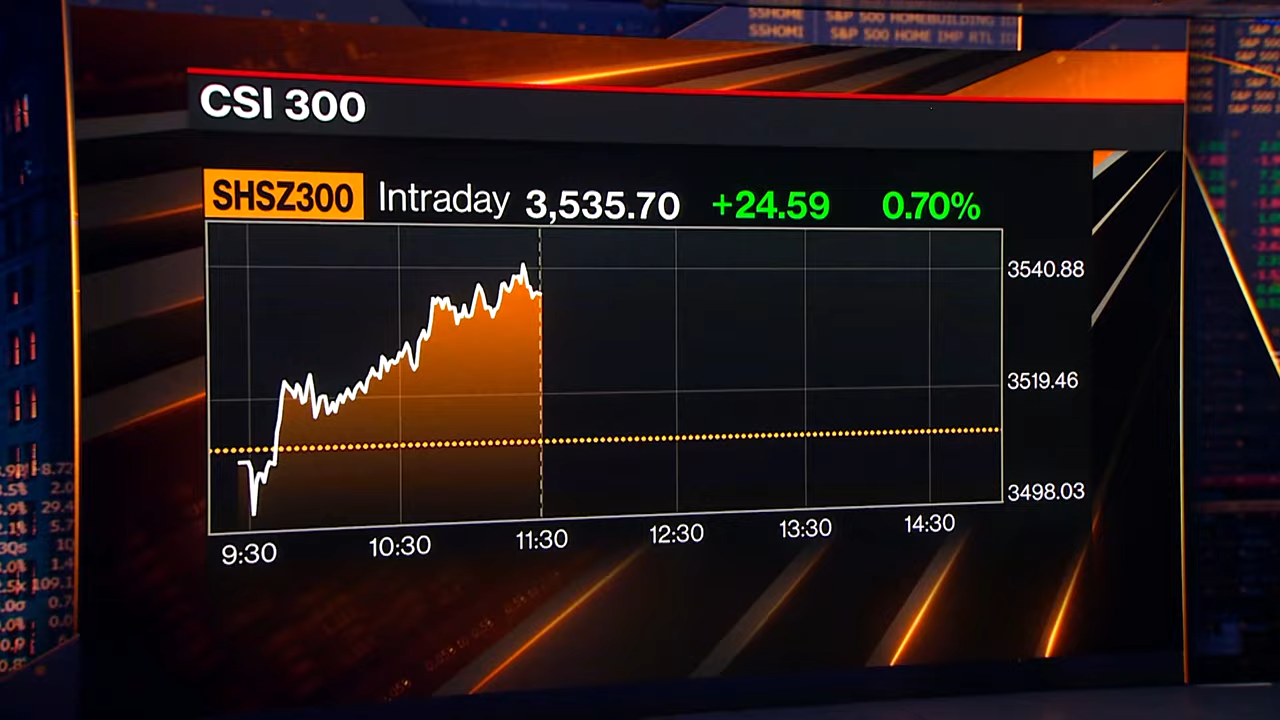 SSHOME S&P 500 HOMEBUILDING
SSHOMI S&P 500 HOME IMP RTL
CSI 300
SHSZ300 Intraday 3,535.70 +24.59 0.70%
3540.88
3519.46
3498.03
9:30 10:30 11:30 12:30 13:30 14:30